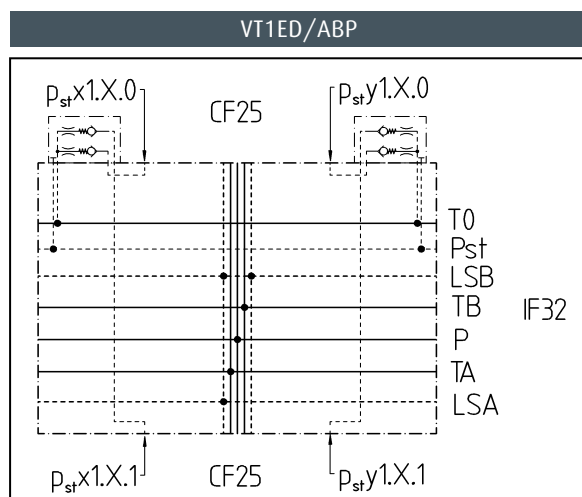 VT1ED/ABP
pstx1.X.0
CF25
psty1.X.0
T0
Pst
LSB
TB
IF32
P
TA
LSA
pstx1.X.1
CF25
psty1.X.1